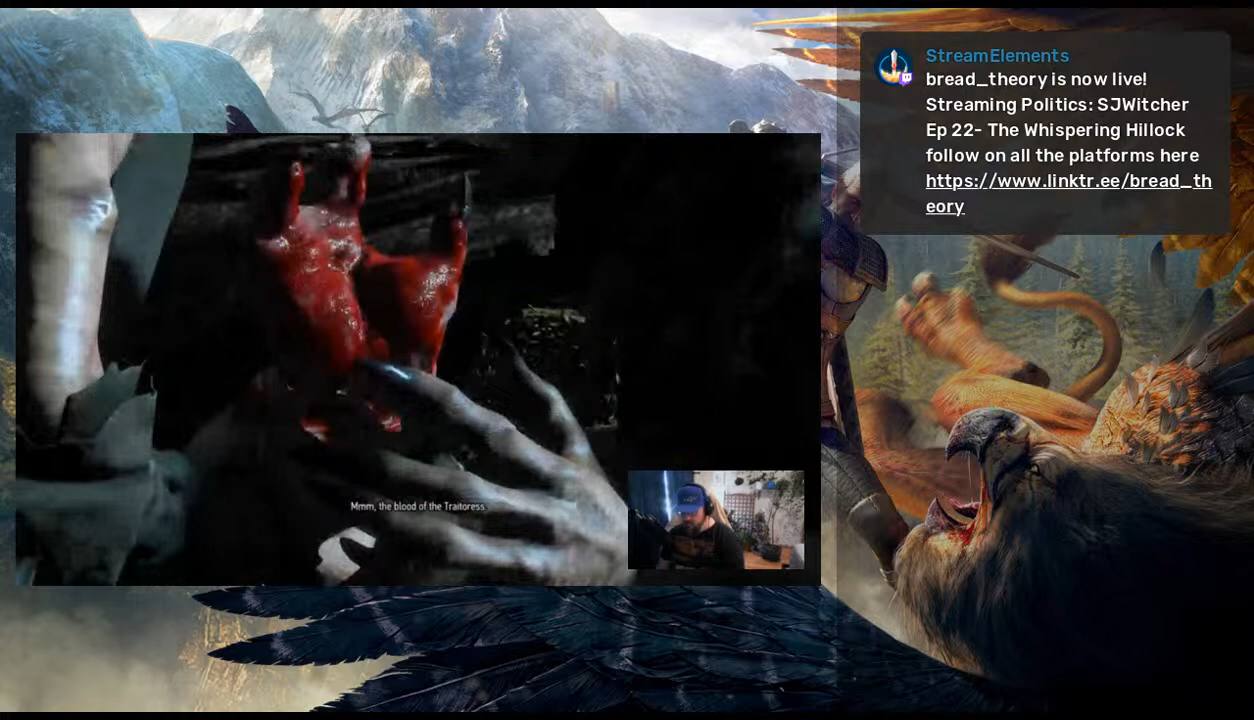 StreamElements
bread_theory is now live!
Streaming Politics: SJWitcher
Ep 22- The Whispering Hillock
follow on all the platforms here
https://www.linktr.ee/bread_th
eory
Mmm, the blood of the Traitoress.